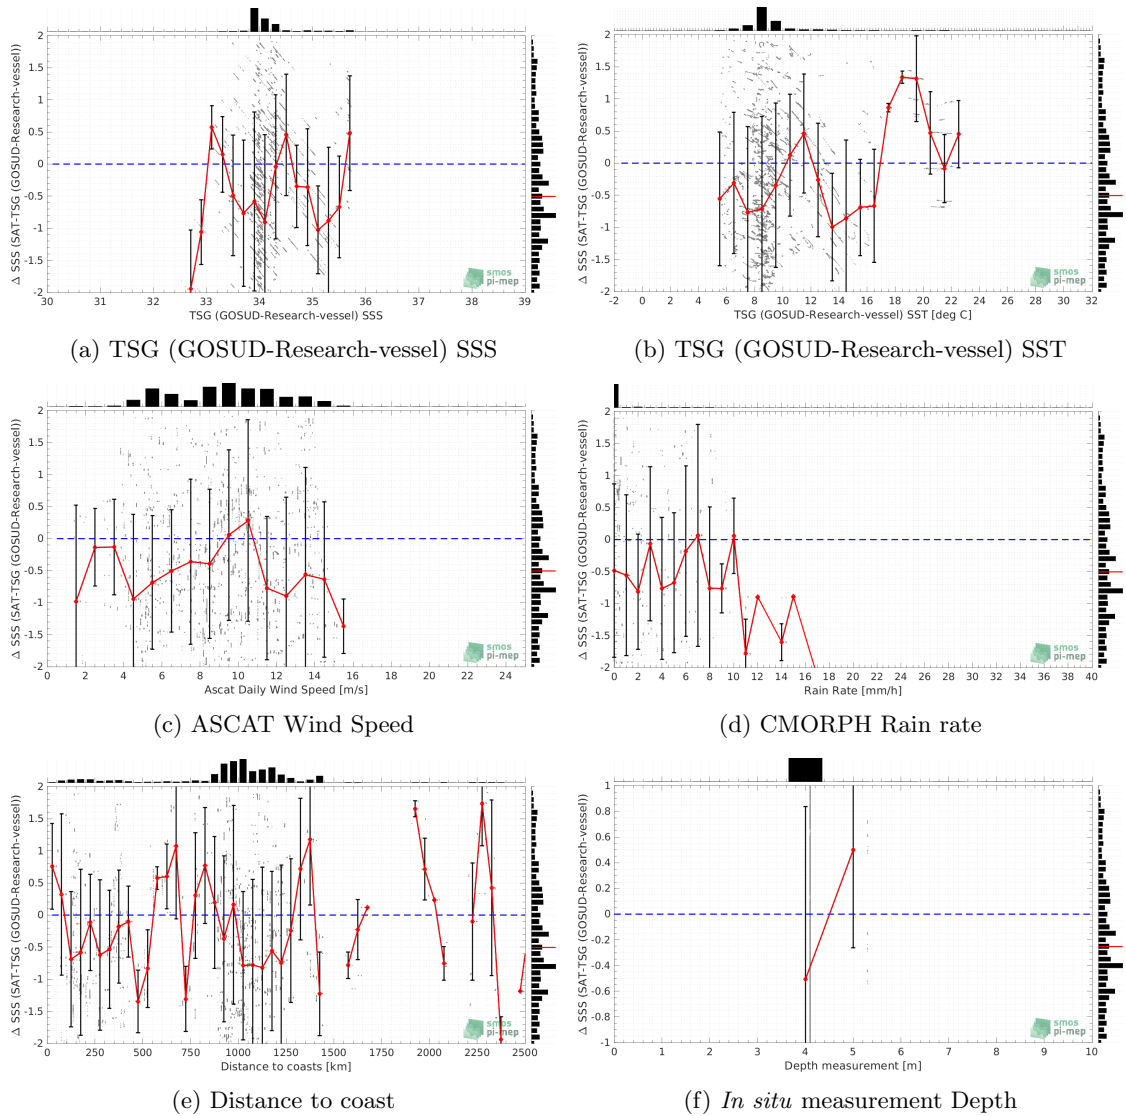 2
1.5
1
0.5
0
-0.5
-1
-1.5
-2
Δ SSS (SAT-TSG (GOSUD-Research-vessel))
30 31 32 33 34 35 36 37 38 39
TSG (GOSUD-Research-vessel) SSS
smos
pi-mep
(a) TSG (GOSUD-Research-vessel) SSS
2
1.5
1
0.5
0
-0.5
-1
-1.5
-2
Δ SSS (SAT-TSG (GOSUD-Research-vessel))
-2 0 2 4 6 8 10 12 14 16 18 20 22 24 26 28 30 32
TSG (GOSUD-Research-vessel) SST [deg C]
smos
pi-mep
(b) TSG (GOSUD-Research-vessel) SST
2
1.5
1
0.5
0
-0.5
-1
-1.5
-2
Δ SSS (SAT-TSG (GOSUD-Research-vessel))
0 2 4 6 8 10 12 14 16 18 20 22 24
Ascat Daily Wind Speed [m/s]
smos
pi-mep
(c) ASCAT Wind Speed
2
1.5
1
0.5
0
-0.5
-1
-1.5
-2
Δ SSS (SAT-TSG (GOSUD-Research-vessel))
0 2 4 6 8 10 12 14 16 18 20 22 24 26 28 30 32 34 36 38 40
Rain Rate [mm/h]
smos
pi-mep
(d) CMORPH Rain rate
2
1.5
1
0.5
0
-0.5
-1
-1.5
-2
Δ SSS (SAT-TSG (GOSUD-Research-vessel))
0 250 500 750 1000 1250 1500 1750 2000 2250 2500
Distance to coasts [km]
smos
pi-mep
(e) Distance to coast
1
0.8
0.6
0.4
0.2
0
-0.2
-0.4
-0.6
-0.8
-1
Δ SSS (SAT-TSG (GOSUD-Research-vessel))
0 1 2 3 4 5 6 7 8 9 10
Depth measurement [m]
smos
pi-mep
(f) In situ measurement Depth